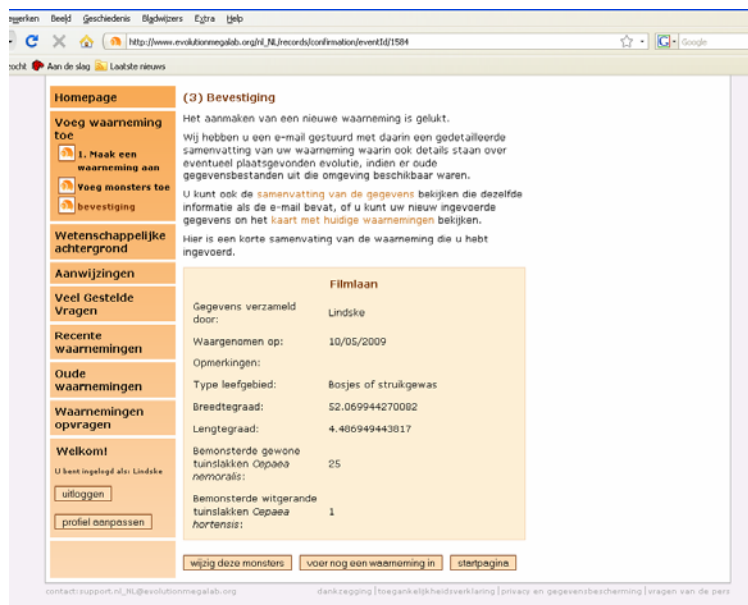 ewerken Beeld Geschiedenis Bladwijzers Extra Help
http://www.evolutionmegalab.org/nl_NL/records/confirmation/eventId/1584
Google
zocht Aan de slag Laatste nieuws
Homepage
Voeg waarneming
toe
1. Maak een
waarneming aan
Voeg monsters toe
bevestiging
Wetenschappelijke
achtergrond
Aanwijzingen
Veel Gestelde
Vragen
Recente
waarnemingen
Oude
waarnemingen
Waarnemingen
opvragen
Welkom!
U bent ingelogd als: Lindske
uitloggen
profiel aanpassen
(3) Bevestiging
Het aanmaken van een nieuwe waarneming is gelukt.
Wij hebben u een e-mail gestuurd met daarin een gedetailleerde
samenvatting van uw waarneming waarin ook details staan over
eventueel plaatsgevonden evolutie, indien er oude
gegevensbestanden uit die omgeving beschikbaar waren.
U kunt ook de samenvatting van de gegevens bekijken die dezelfde
informatie als de e-mail bevat, of u kunt uw nieuw ingevoerde
gegevens on het kaart met huidige waarnemingen bekijken.
Hier is een korte samenvating van de waarneming die u hebt
ingevoerd.
Filmlaan
Gegevens verzameld
door: Lindske
Waargenomen op: 10/05/2009
Opmerkingen:
Type leefgebied: Bosjes of struikgewas
Breedtegraad: 52.069944270082
Lengtegraad: 4.486949443817
Bemonsterde gewone
tuinslakken Cepaea 25
nemoralis:
Bemonsterde witgerande
tuinslakken Cepaea 1
hortensis:
wijzig deze monsters voer nog een waarneming in startpagina
contact: support.nl_NL@evolutionmegalab.org dankzegging | toegankelijkheidsverklaring | privacy en gegevensbescherming | vragen van de pers